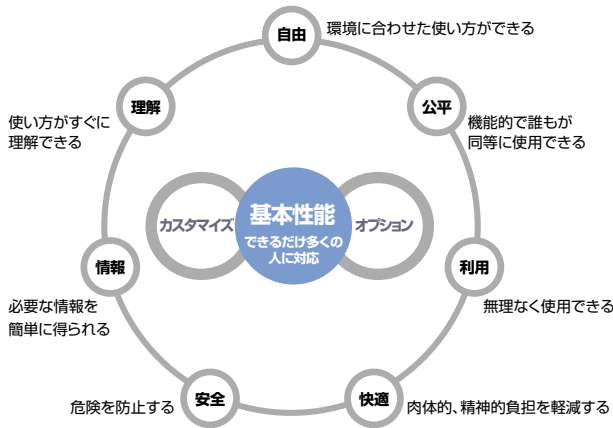 自由
環境に合わせた使い方ができる
公平
機能的で誰もが
同等に使用できる
利用
無理なく使用できる
快適
肉体的、精神的負担を軽減する
安全
危険を防止する
情報
必要な情報を
簡単に得られる
理解
使い方がすぐに
理解できる
カスタマイズ
基本性能
できるだけ多くの
人に対応
オプション